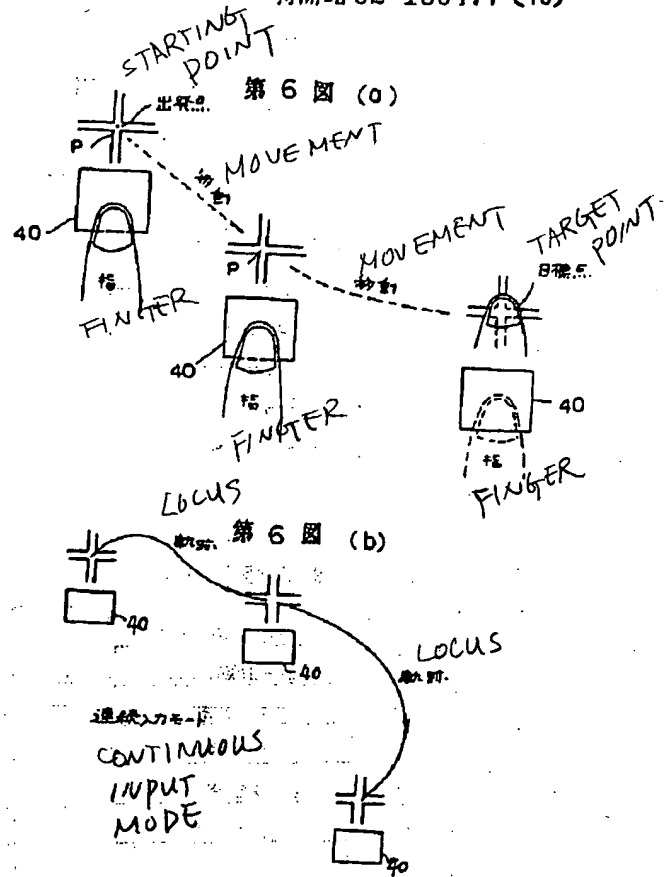 STARTING
POINT
出発点
第 6 図 (a)
P
移動
MOVEMENT
40
指
FINGER
P
40
指
FINGER
MOVEMENT
移動
TARGET
POINT
目標点
40
指
FINGER
第 6 図 (b)
LOCUS
軌跡
40
40
LOCUS
軌跡
連続入力モード
CONTINUOUS
INPUT
MODE
40